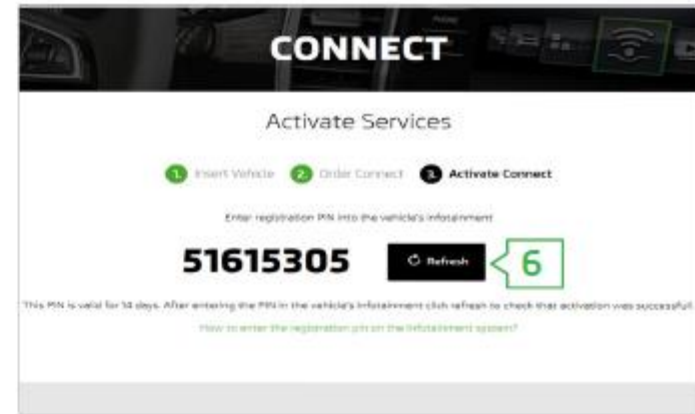 CONNECT
Activate Services
1. Insert Vehicle 2. Order Connect 3. Activate Connect
Enter registration PIN into the vehicle's infotainment
51615305 Refresh 6
This PIN is valid for 14 days. After entering the PIN in the vehicle's infotainment click refresh to check that activation was successful.
How to enter the registration pin on the infotainment system?